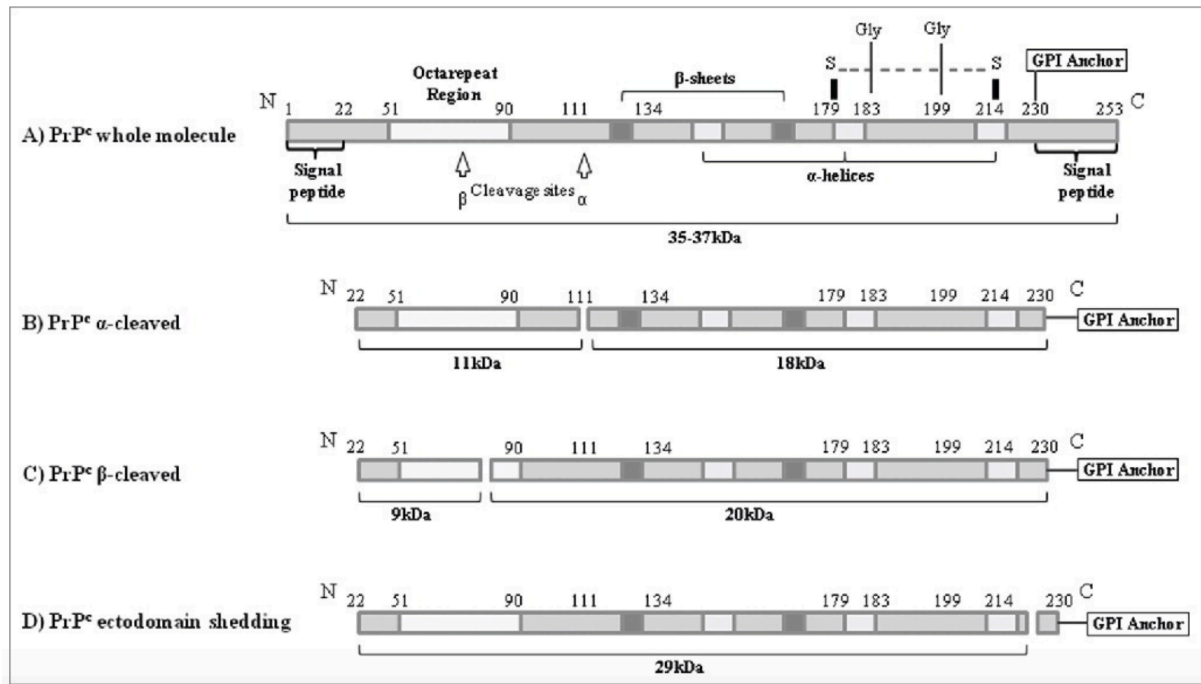 Gly Gly
S S
GPI Anchor
Octarepeat
Region
β-sheets
N 1 22 51 90 111 134 179 183 199 214 230 253 C
A) PrPᶜ whole molecule
Signal
peptide
β Cleavage sites α
α-helices
Signal
peptide
35-37kDa
N C
22 51 90 111 134 179 183 199 214 230
B) PrPᶜ α-cleaved
GPI Anchor
11kDa 18kDa
N C
22 51 90 111 134 179 183 199 214 230
C) PrPᶜ β-cleaved
GPI Anchor
9kDa 20kDa
N C
22 51 90 111 134 179 183 199 214 230
D) PrPᶜ ectodomain shedding
GPI Anchor
29kDa